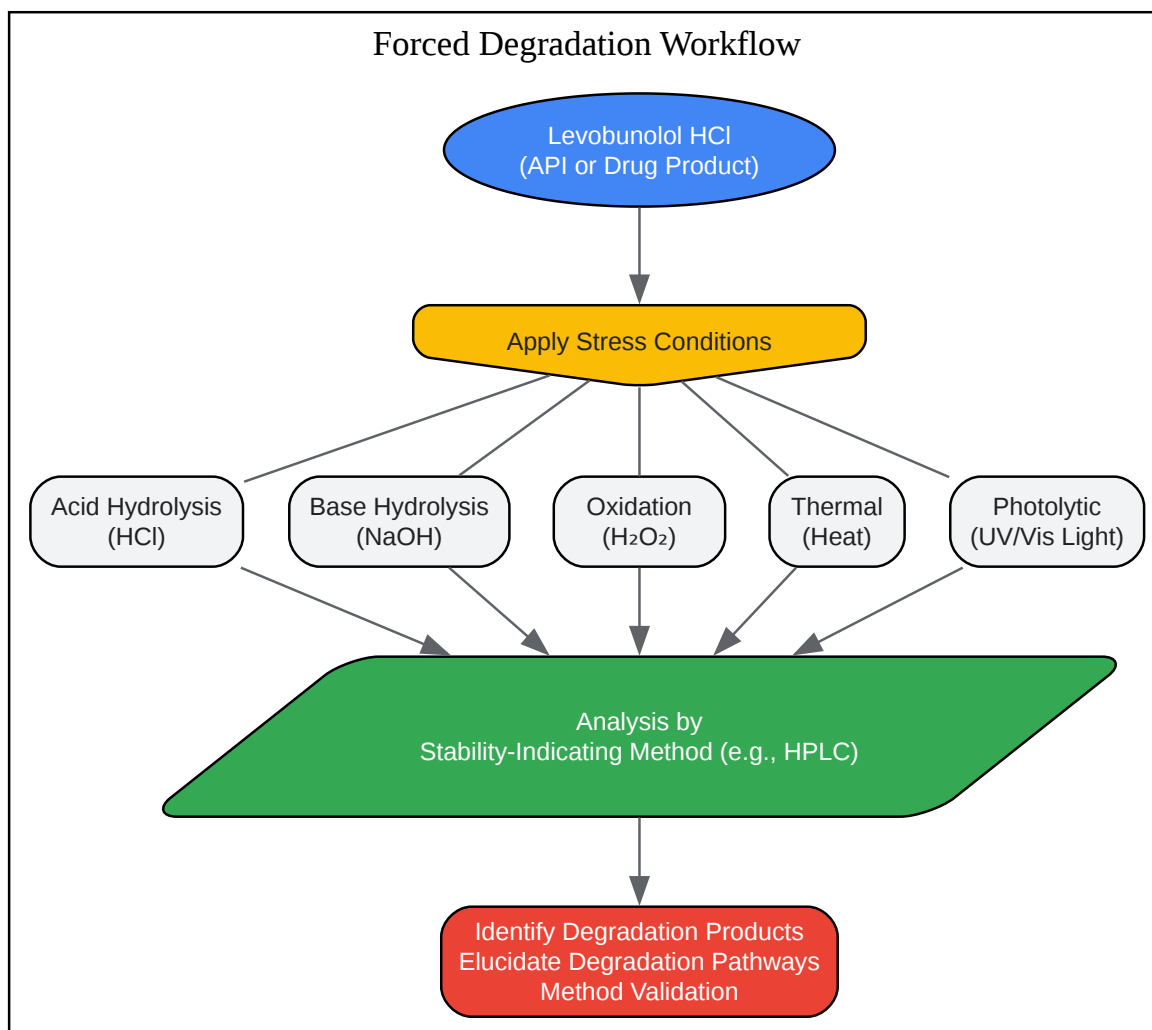 Forced Degradation Workflow
Levobunolol HCl
(API or Drug Product)
Apply Stress Conditions
Acid Hydrolysis
(HCl)
Base Hydrolysis
(NaOH)
Oxidation
(H₂O₂)
Thermal
(Heat)
Photolytic
(UV/Vis Light)
Analysis by
Stability-Indicating Method (e.g., HPLC)
Identify Degradation Products
Elucidate Degradation Pathways
Method Validation